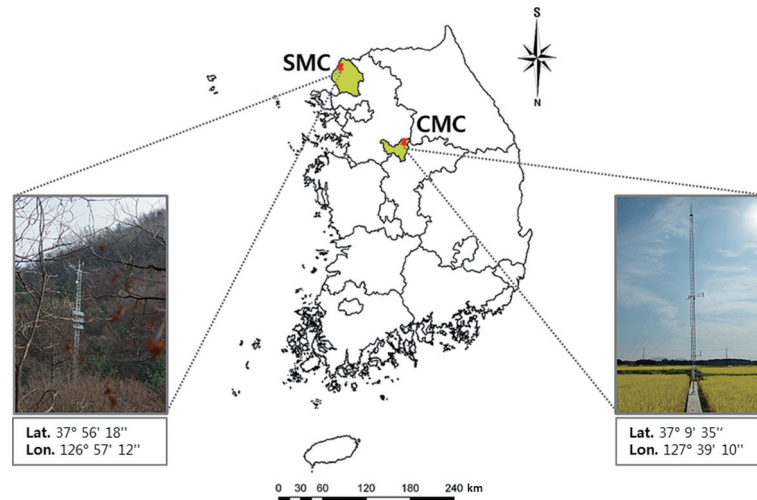 S
N
SMC
CMC
Lat. 37° 56' 18''
Lon. 126° 57' 12''
Lat. 37° 9' 35''
Lon. 127° 39' 10''
0 30 60 120 180 240 km